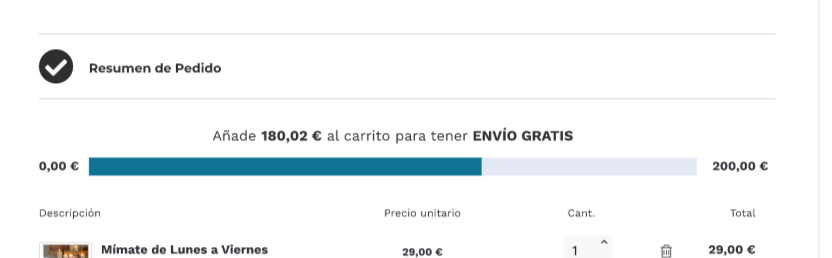 Resumen de Pedido
Añade 180,02 € al carrito para tener ENVÍO GRATIS
0,00 € 200,00 €
Descripción Precio unitario Cant. Total
Mímate de Lunes a Viernes 29,00 € 1 29,00 €